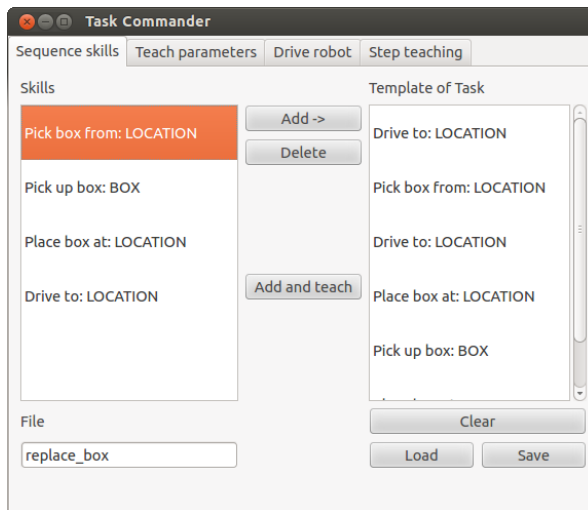 Task Commander
Sequence skills Teach parameters Drive robot Step teaching
Skills
Pick box from: LOCATION
Pick up box: BOX
Place box at: LOCATION
Drive to: LOCATION
Add ->
Delete
Add and teach
Template of Task
Drive to: LOCATION
Pick box from: LOCATION
Drive to: LOCATION
Place box at: LOCATION
Pick up box: BOX
File
replace_box
Clear
Load Save